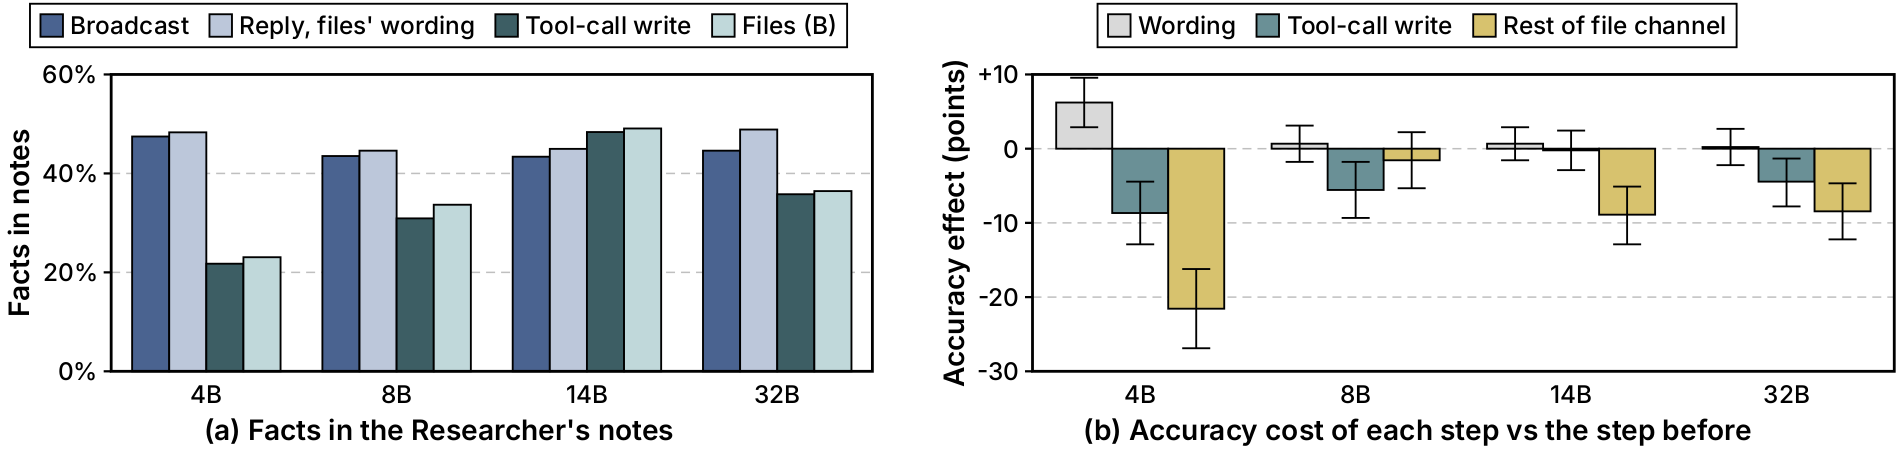 Broadcast Reply, files' wording Tool-call write Files (B)
Facts in notes
60%
40%
20%
0%
4B 8B 14B 32B
(a) Facts in the Researcher's notes
Wording Tool-call write Rest of file channel
Accuracy effect (points)
+10
0
-10
-20
-30
4B 8B 14B 32B
(b) Accuracy cost of each step vs the step before